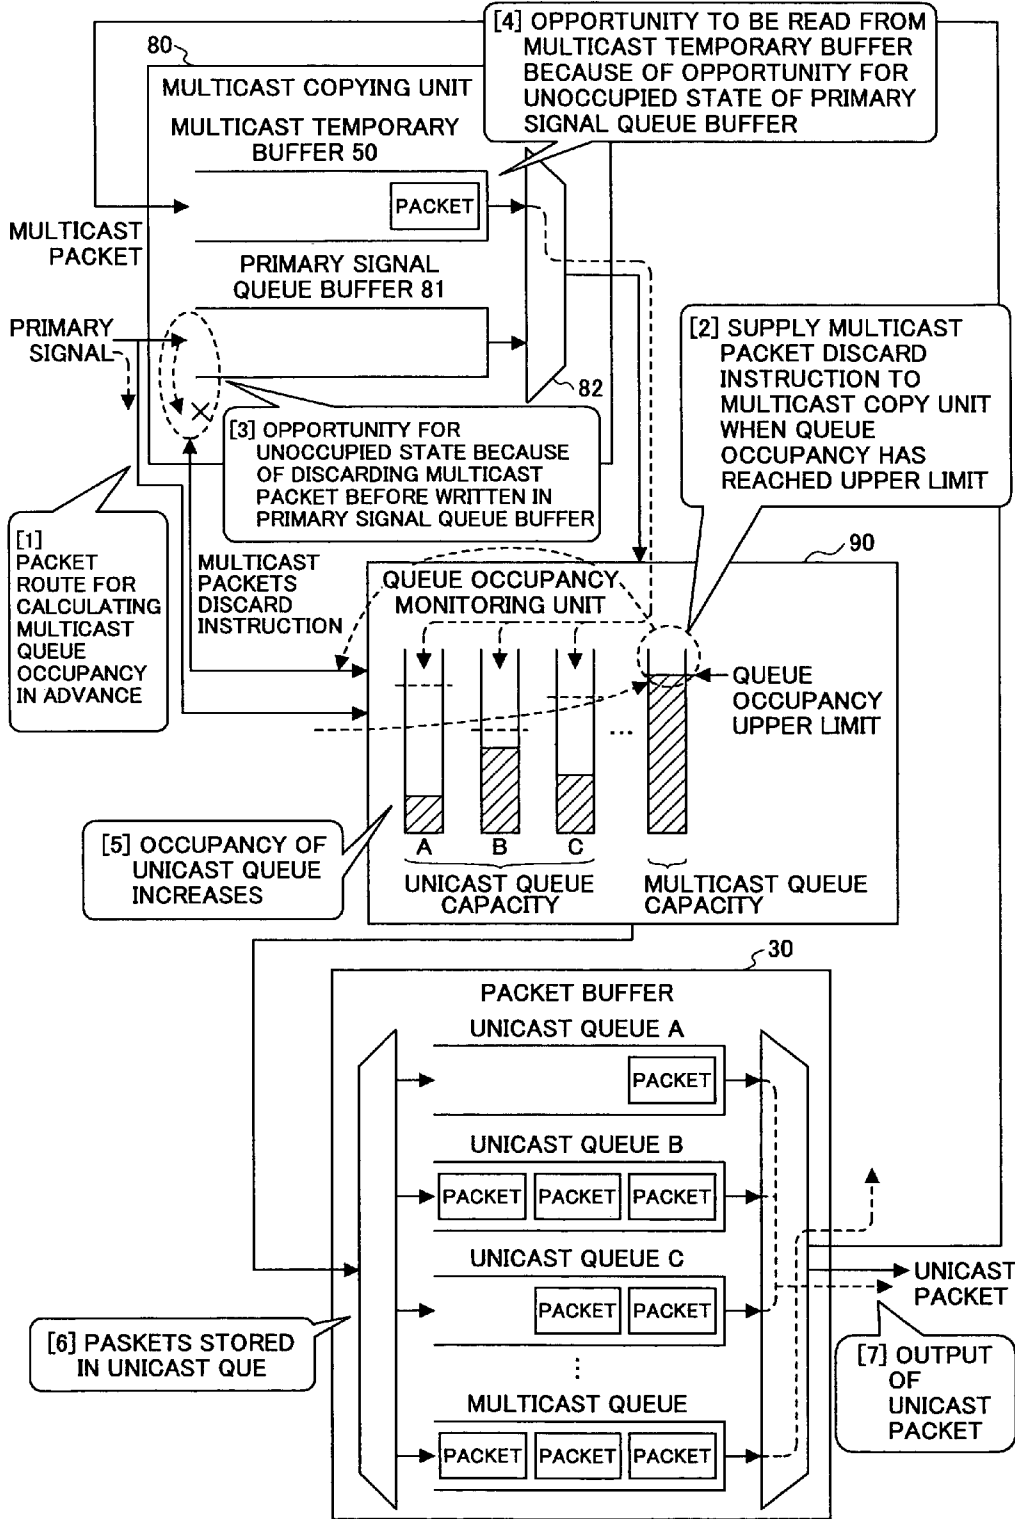 [4] OPPORTUNITY TO BE READ FROM
MULTICAST TEMPORARY BUFFER
BECAUSE OF OPPORTUNITY FOR
UNOCCUPIED STATE OF PRIMARY
SIGNAL QUEUE BUFFER
80
MULTICAST COPYING UNIT
MULTICAST TEMPORARY
BUFFER 50
PACKET
MULTICAST
PACKET
PRIMARY SIGNAL
QUEUE BUFFER 81
PRIMARY
SIGNAL
82
[2] SUPPLY MULTICAST
PACKET DISCARD
INSTRUCTION TO
MULTICAST COPY UNIT
WHEN QUEUE
OCCUPANCY HAS
REACHED UPPER LIMIT
[3] OPPORTUNITY FOR
UNOCCUPIED STATE BECAUSE
OF DISCARDING MULTICAST
PACKET BEFORE WRITTEN IN
PRIMARY SIGNAL QUEUE BUFFER
[1]
PACKET
ROUTE FOR
CALCULATING
MULTICAST
QUEUE
OCCUPANCY
IN ADVANCE
MULTICAST
PACKETS
DISCARD
INSTRUCTION
90
QUEUE OCCUPANCY
MONITORING UNIT
QUEUE
OCCUPANCY
UPPER LIMIT
...
[5] OCCUPANCY OF
UNICAST QUEUE
INCREASES
A B C
UNICAST QUEUE
CAPACITY
MULTICAST QUEUE
CAPACITY
30
PACKET BUFFER
UNICAST QUEUE A
PACKET
UNICAST QUEUE B
PACKET PACKET PACKET
UNICAST QUEUE C
PACKET PACKET
UNICAST
PACKET
[6] PASKETS STORED
IN UNICAST QUE
[7] OUTPUT
OF
UNICAST
PACKET
...
MULTICAST QUEUE
PACKET PACKET PACKET